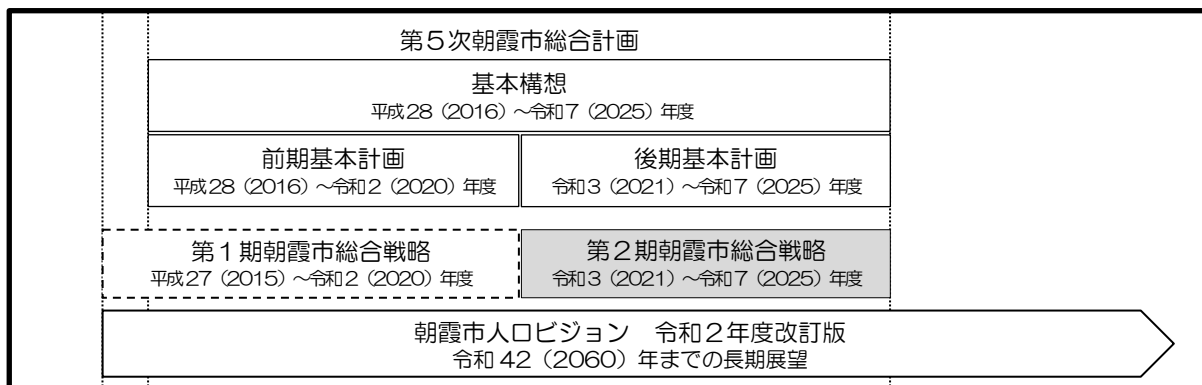 第５次朝霞市総合計画
基本構想
平成28（2016）～令和７（2025）年度
前期基本計画
平成28（2016）～令和２（2020）年度
後期基本計画
令和３（2021）～令和７（2025）年度
第１期朝霞市総合戦略
平成27（2015）～令和２（2020）年度
第２期朝霞市総合戦略
令和３（2021）～令和７（2025）年度
朝霞市人口ビジョン　令和２年度改訂版
令和 42（2060）年までの長期展望